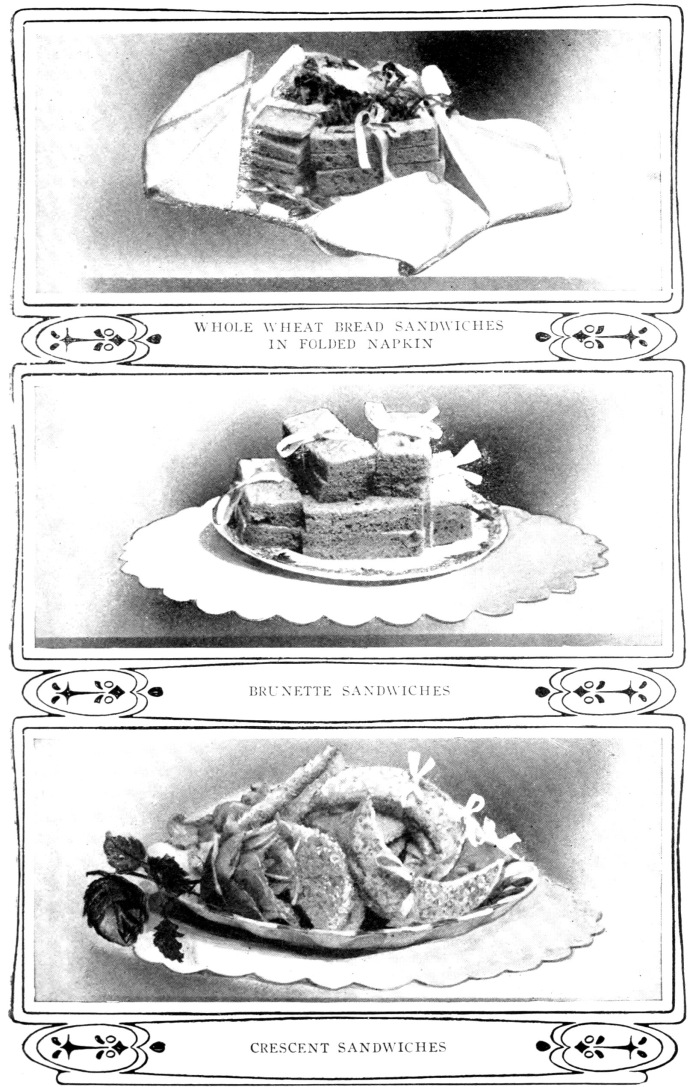 WHOLE WHEAT BREAD SANDWICHES
IN FOLDED NAPKIN
BRUNETTE SANDWICHES
CRESCENT SANDWICHES